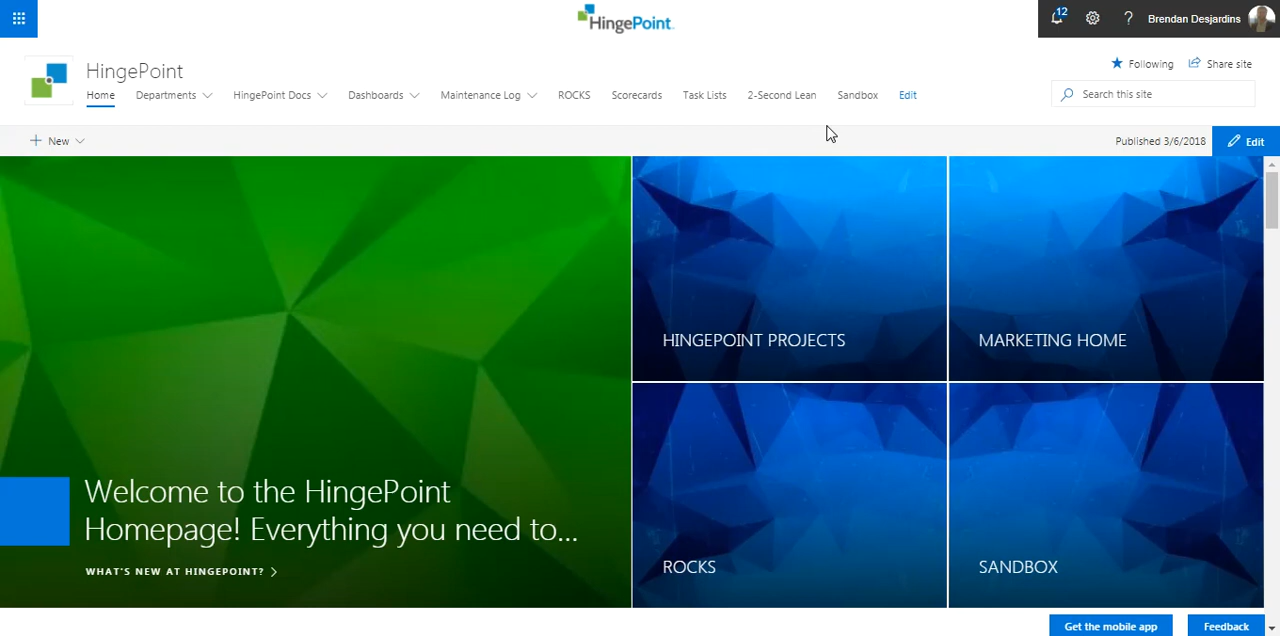 HingePoint
12
?
Brendan Desjardins
HingePoint
Following
Share site
Home
Departments
HingePoint Docs
Dashboards
Maintenance Log
ROCKS
Scorecards
Task Lists
2-Second Lean
Sandbox
Edit
Search this site
New
Published 3/6/2018
Edit
HINGEPOINT PROJECTS
MARKETING HOME
Welcome to the HingePoint
Homepage! Everything you need to...
WHAT'S NEW AT HINGEPOINT?
ROCKS
SANDBOX
Get the mobile app
Feedback